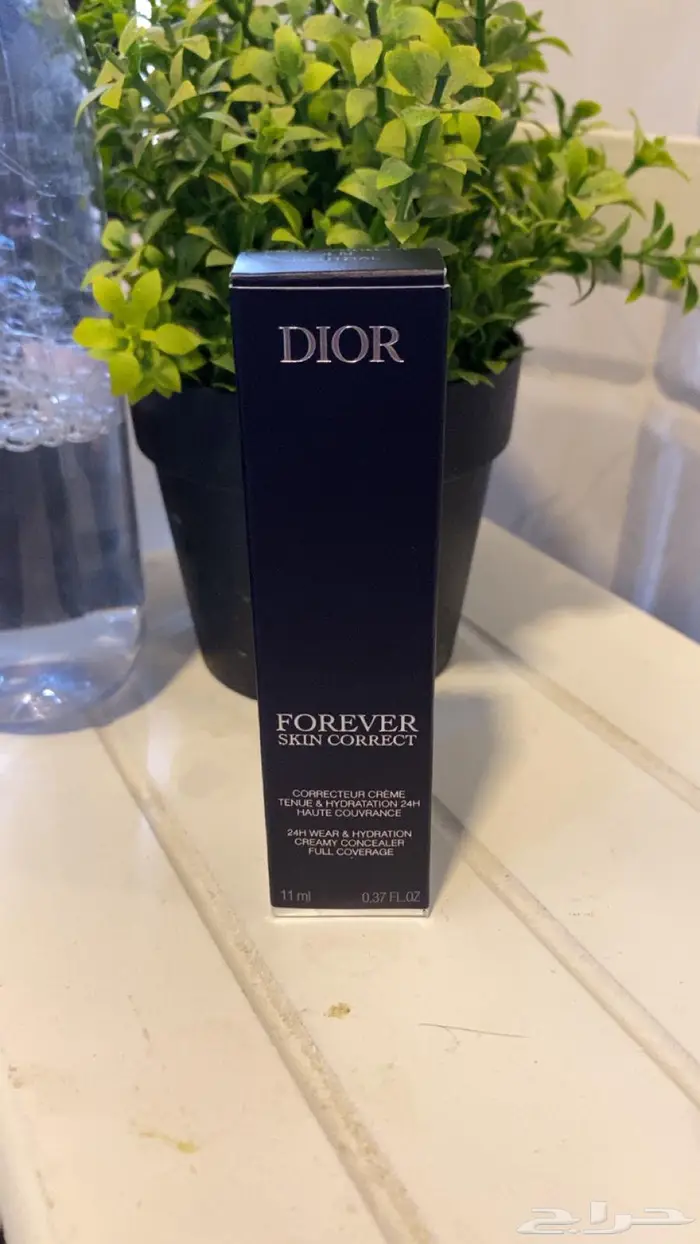 DIOR
FOREVER
SKIN CORRECT
CORRECTEUR CRÈME
TENUE & HYDRATATION 24H
HAUTE COUVRANCE
24H WEAR & HYDRATION
CREAMY CONCEALER
FULL COVERAGE
11 ml 0.37 FL.OZ
حراج